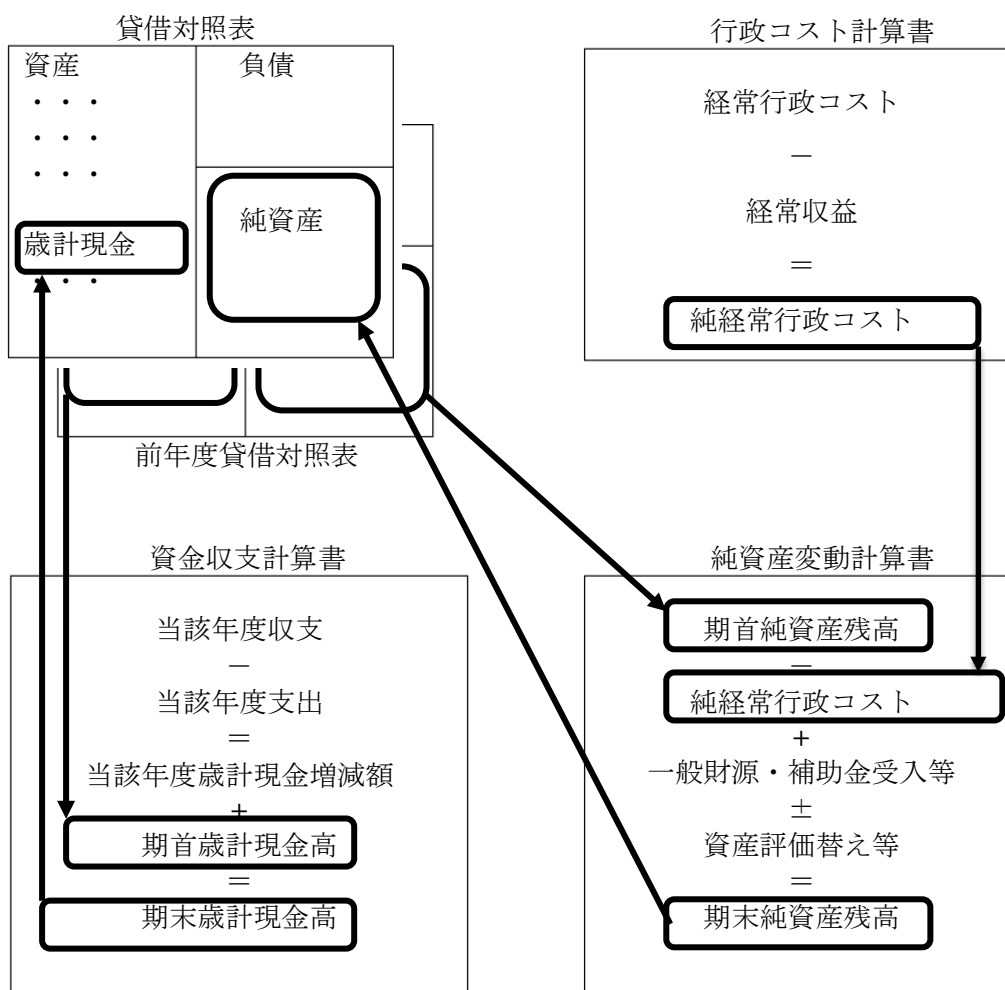 貸借対照表
資産
負債
・・・
・・・
・・・
純資産
歳計現金
・・・
前年度貸借対照表
行政コスト計算書
経常行政コスト
－
経常収益
＝
純経常行政コスト
資金収支計算書
当該年度収支
－
当該年度支出
＝
当該年度歳計現金増減額
＋
期首歳計現金高
＝
期末歳計現金高
純資産変動計算書
期首純資産残高
－
純経常行政コスト
＋
一般財源・補助金受入等
±
資産評価替え等
＝
期末純資産残高